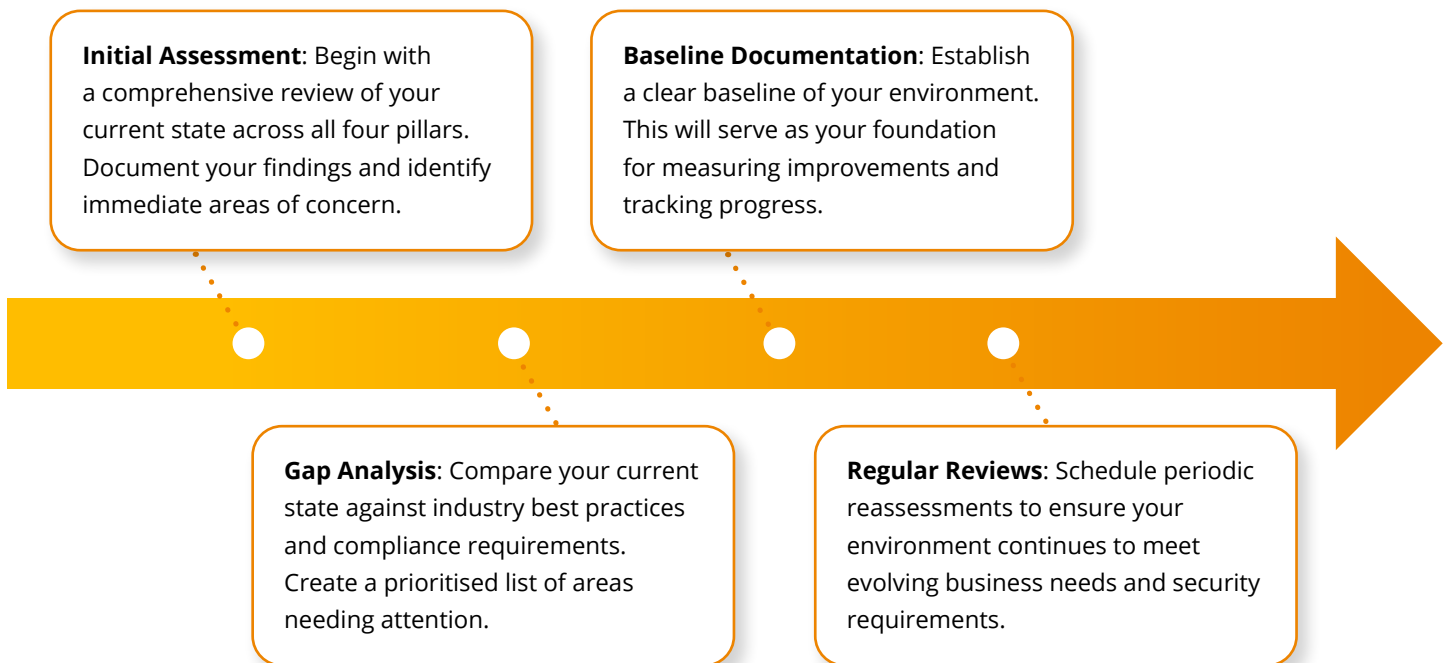 Initial Assessment: Begin with
a comprehensive review of your
current state across all four pillars.
Document your findings and identify
immediate areas of concern.
Baseline Documentation: Establish
a clear baseline of your environment.
This will serve as your foundation
for measuring improvements and
tracking progress.
Gap Analysis: Compare your current
state against industry best practices
and compliance requirements.
Create a prioritised list of areas
needing attention.
Regular Reviews: Schedule periodic
reassessments to ensure your
environment continues to meet
evolving business needs and security
requirements.